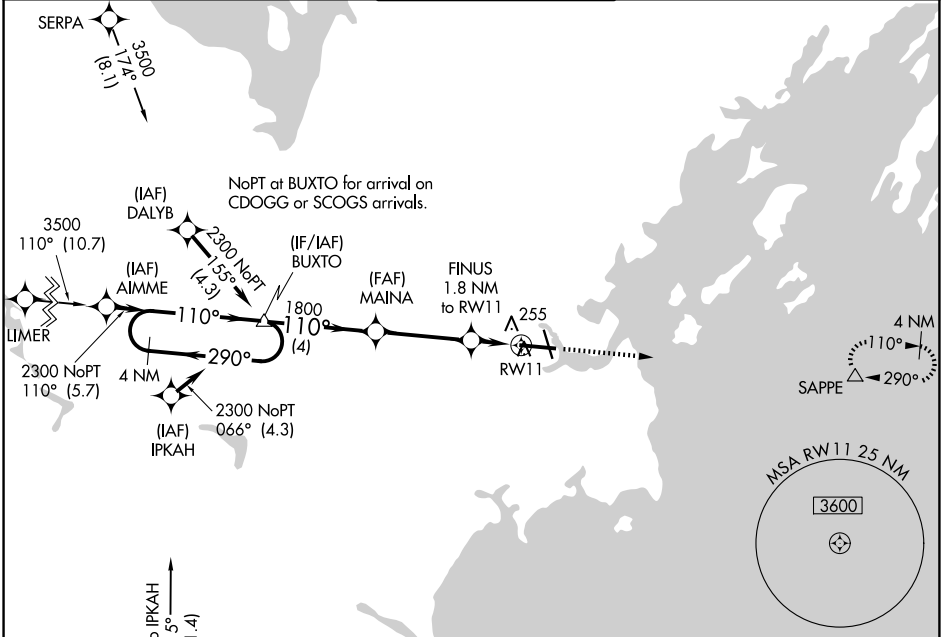 SERPA
3500
174°
(8.1)
NoPT at BUXTO for arrival on
CDOGG or SCOGS arrivals.
(IAF)
DALYB
2300 NoPT
155°
(4.3)
3500
110° (10.7)
(IAF)
AIMME
(IF/IAF)
BUXTO
(FAF)
MAINA
FINUS
1.8 NM
to RW11
255
LIMER
110°
1800
110°
(4)
RW11
4 NM
110°
290°
SAPPE
2300 NoPT
110° (5.7)
4 NM
290°
2300 NoPT
066° (4.3)
(IAF)
IPKAH
MSA RW11 25 NM
3600
IPKAH
5°
.4)